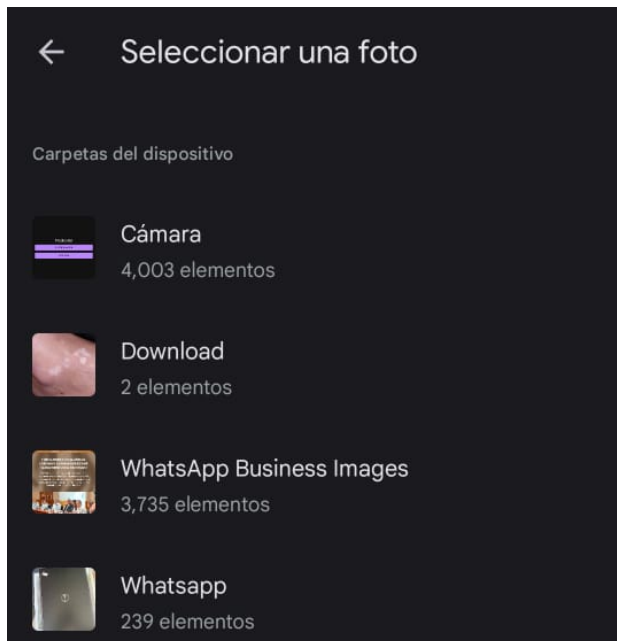 Seleccionar una foto
Carpetas del dispositivo
Cámara
4,003 elementos
Download
2 elementos
WhatsApp Business Images
3,735 elementos
Whatsapp
239 elementos